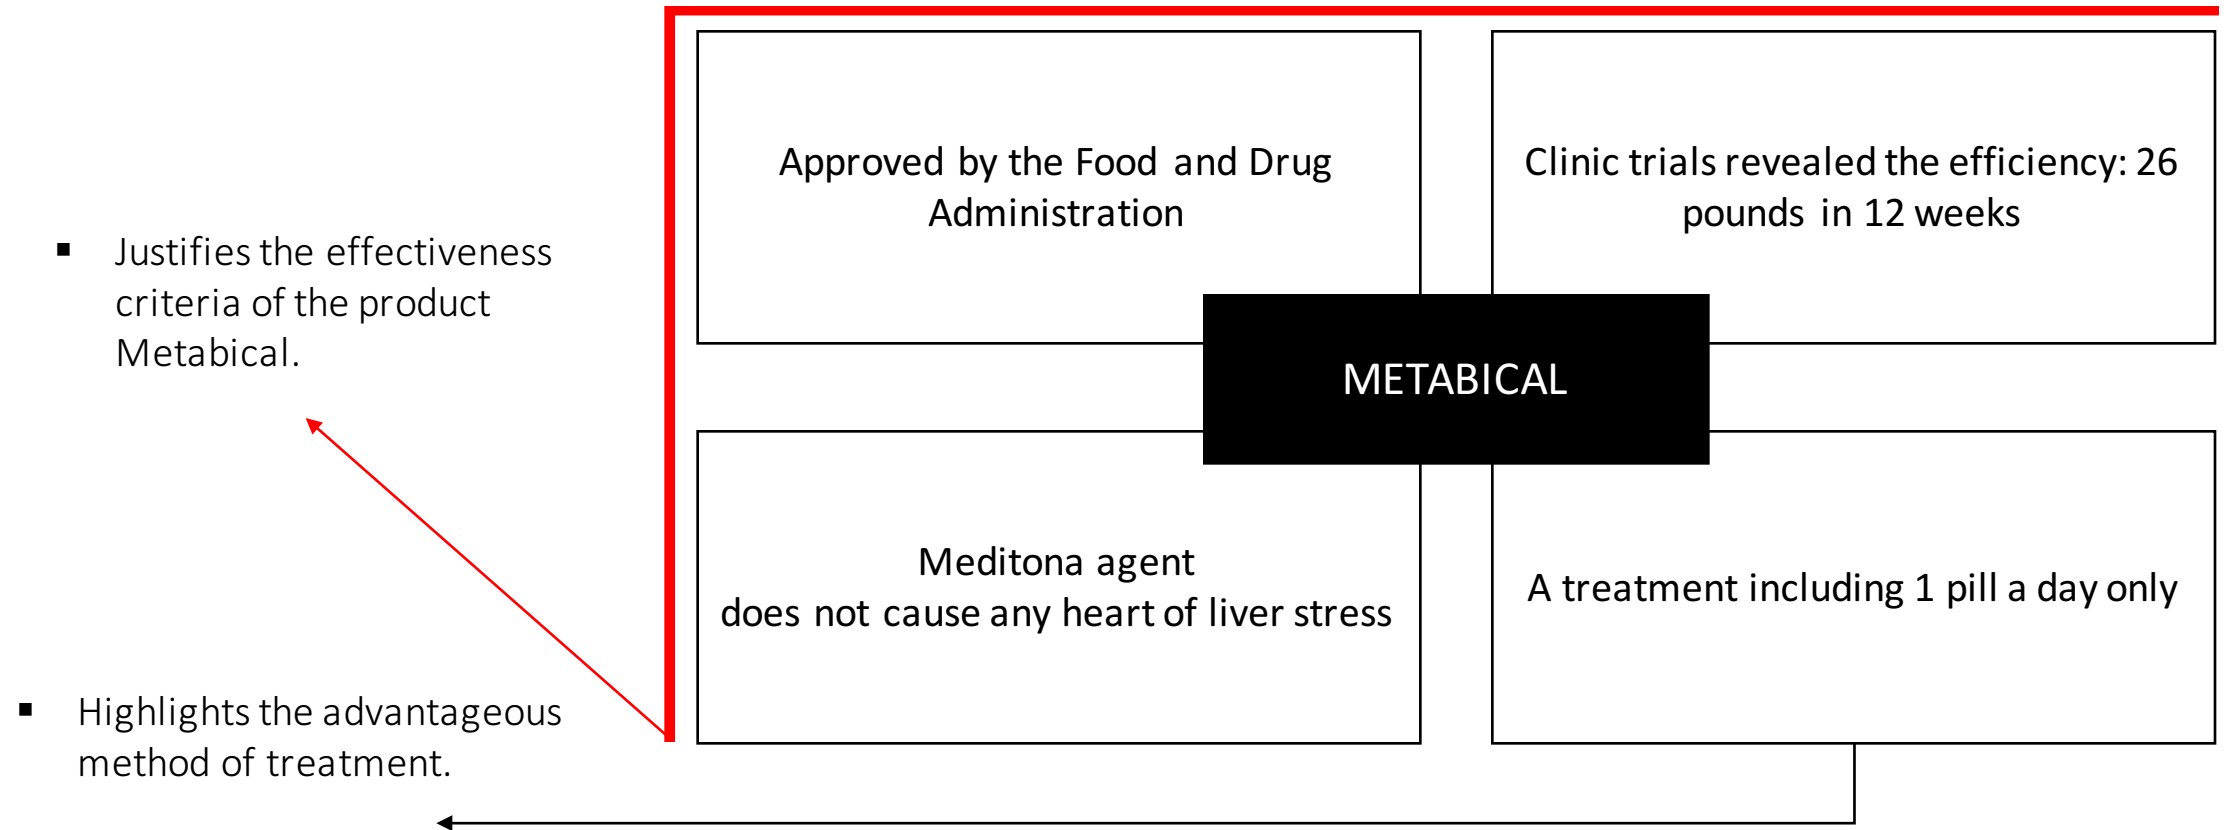 Approved by the Food and Drug
Administration
Clinic trials revealed the efficiency: 26
pounds in 12 weeks
▪ Justifies the effectiveness
criteria of the product
Metabical.
METABICAL
Meditona agent
does not cause any heart of liver stress
A treatment including 1 pill a day only
▪ Highlights the advantageous
method of treatment.